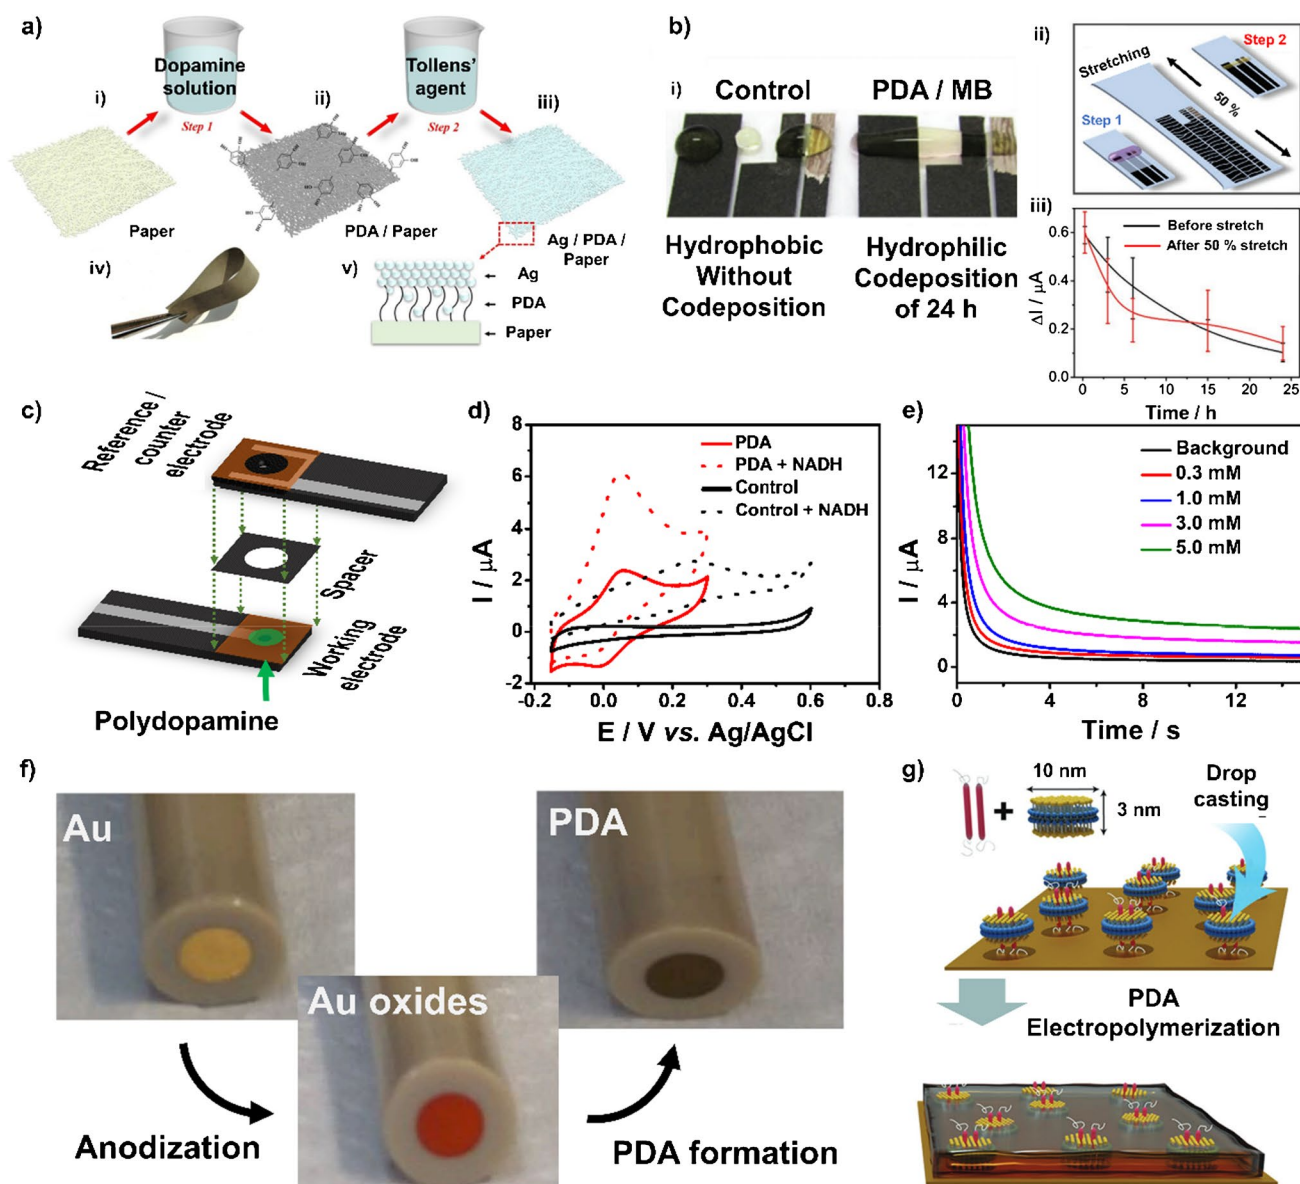 a)
Dopamine
solution
Tollens'
agent
i)
ii)
iii)
Step 1
Step 2
Paper
PDA / Paper
Ag / PDA /
Paper
iv)
v)
Ag
PDA
Paper
b)
i)
Control
PDA / MB
Hydrophobic
Without
Codeposition
Hydrophilic
Codeposition
of 24 h
ii)
Step 2
Stretching
50 %
Step 1
iii)
Before stretch
After 50 % stretch
ΔI / µA
0.6
0.4
0.2
0.0
0 5 10 15 20 25
Time / h
c)
Reference /
counter
electrode
Spacer
Working
electrode
Polydopamine
d)
PDA
PDA + NADH
Control
Control + NADH
I / µA
8
6
4
2
0
-2
-0.2 0.0 0.2 0.4 0.6 0.8
E / V vs. Ag/AgCl
e)
Background
0.3 mM
1.0 mM
3.0 mM
5.0 mM
I / µA
12
8
4
0
0 4 8 12
Time / s
f)
Au
Au oxides
PDA
Anodization
PDA formation
g)
10 nm
3 nm
Drop
casting
PDA
Electropolymerization